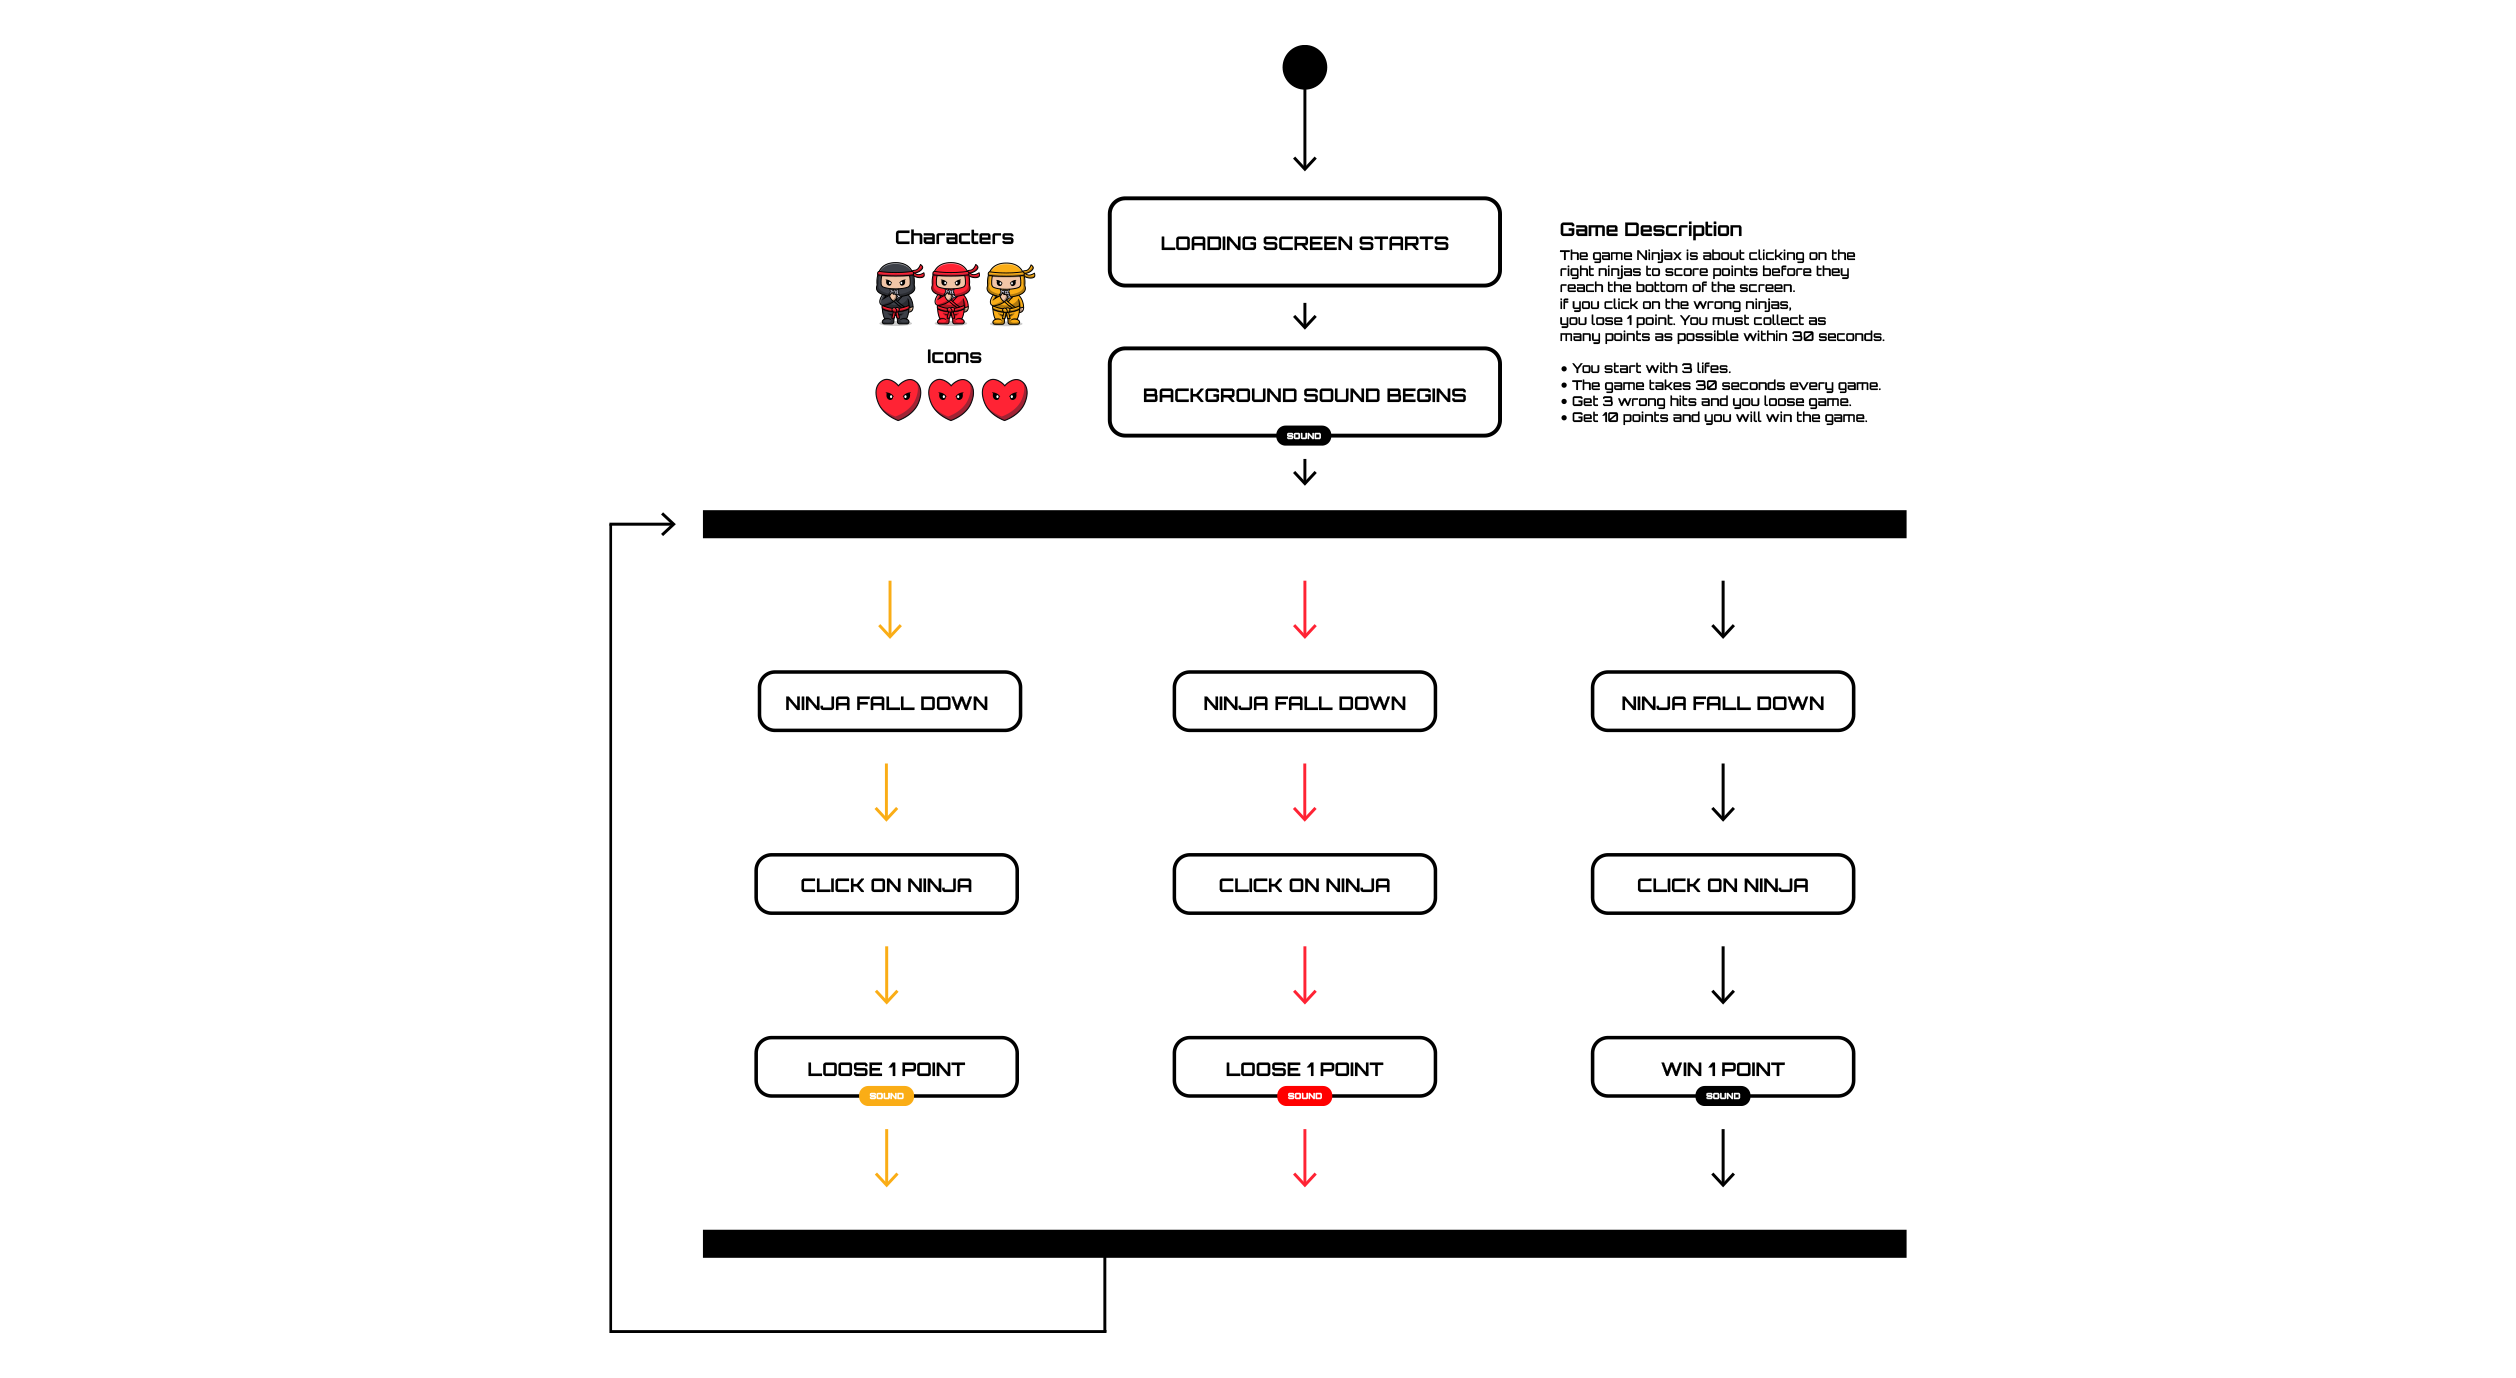 LOADING SCREEN STARTS
Characters
Game Description
The game Ninjax is about clicking on the
right ninjas to score points before they
reach the bottom of the screen.
if you click on the wrong ninjas,
you lose 1 point. You must collect as
many points as possible within 30 seconds.
Icons
• You start with 3 lifes.
• The game takes 30 seconds every game.
• Get 3 wrong hits and you loose game.
• Get 10 points and you will win the game.
BACKGROUND SOUND BEGINS
SOUND
NINJA FALL DOWN
NINJA FALL DOWN
NINJA FALL DOWN
CLICK ON NINJA
CLICK ON NINJA
CLICK ON NINJA
LOOSE 1 POINT
SOUND
LOOSE 1 POINT
SOUND
WIN 1 POINT
SOUND